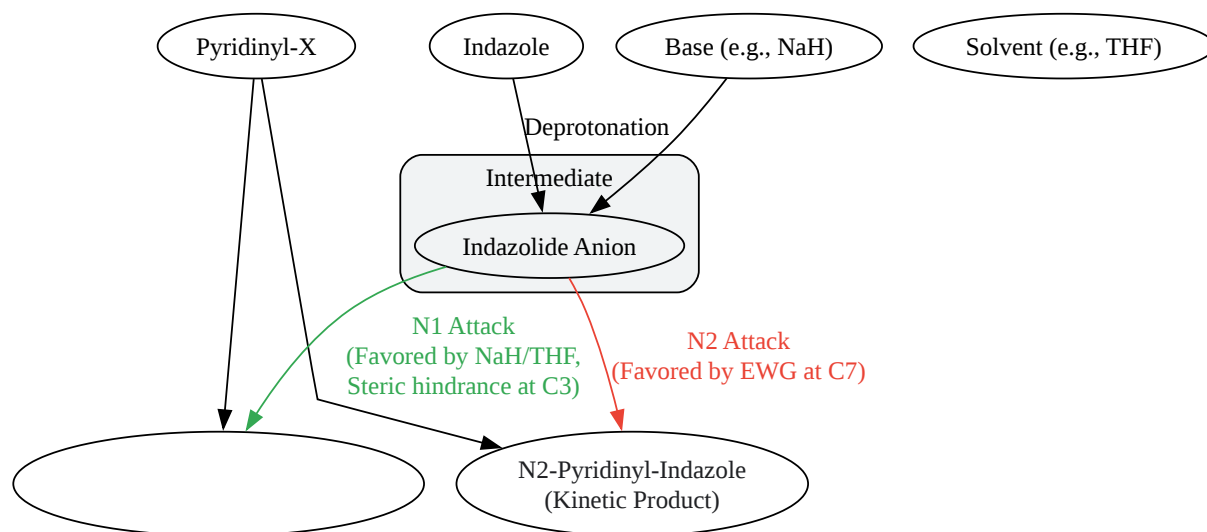 Pyridinyl-X
Indazole
Base (e.g., NaH)
Solvent (e.g., THF)
Deprotonation
Intermediate
Indazolide Anion
N1 Attack
(Favored by NaH/THF,
Steric hindrance at C3)
N2 Attack
(Favored by EWG at C7)
N2-Pyridinyl-Indazole
(Kinetic Product)